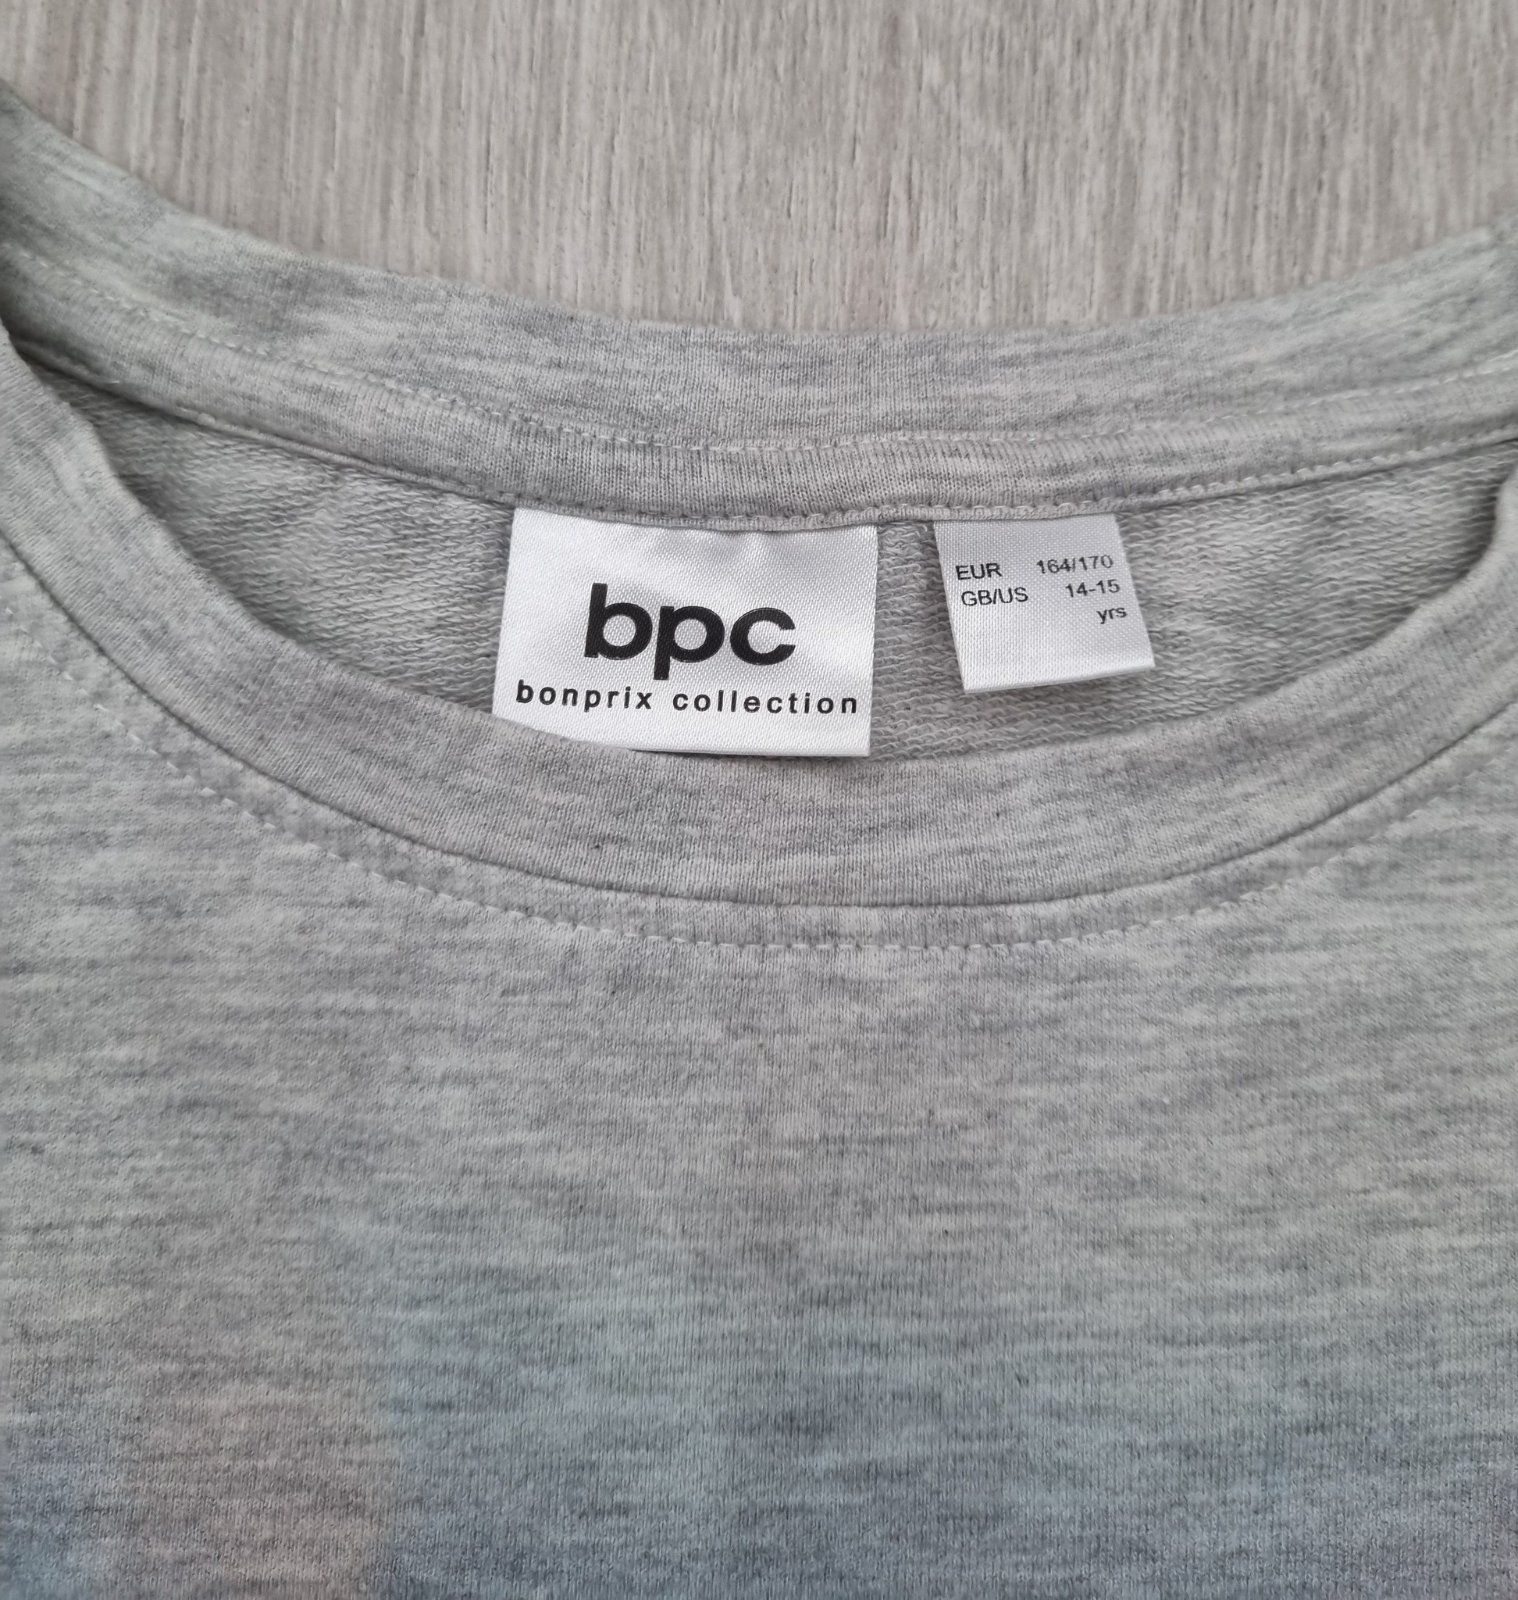 bpc
bonprix collection
EUR 164/170
GB/US 14-15
yrs